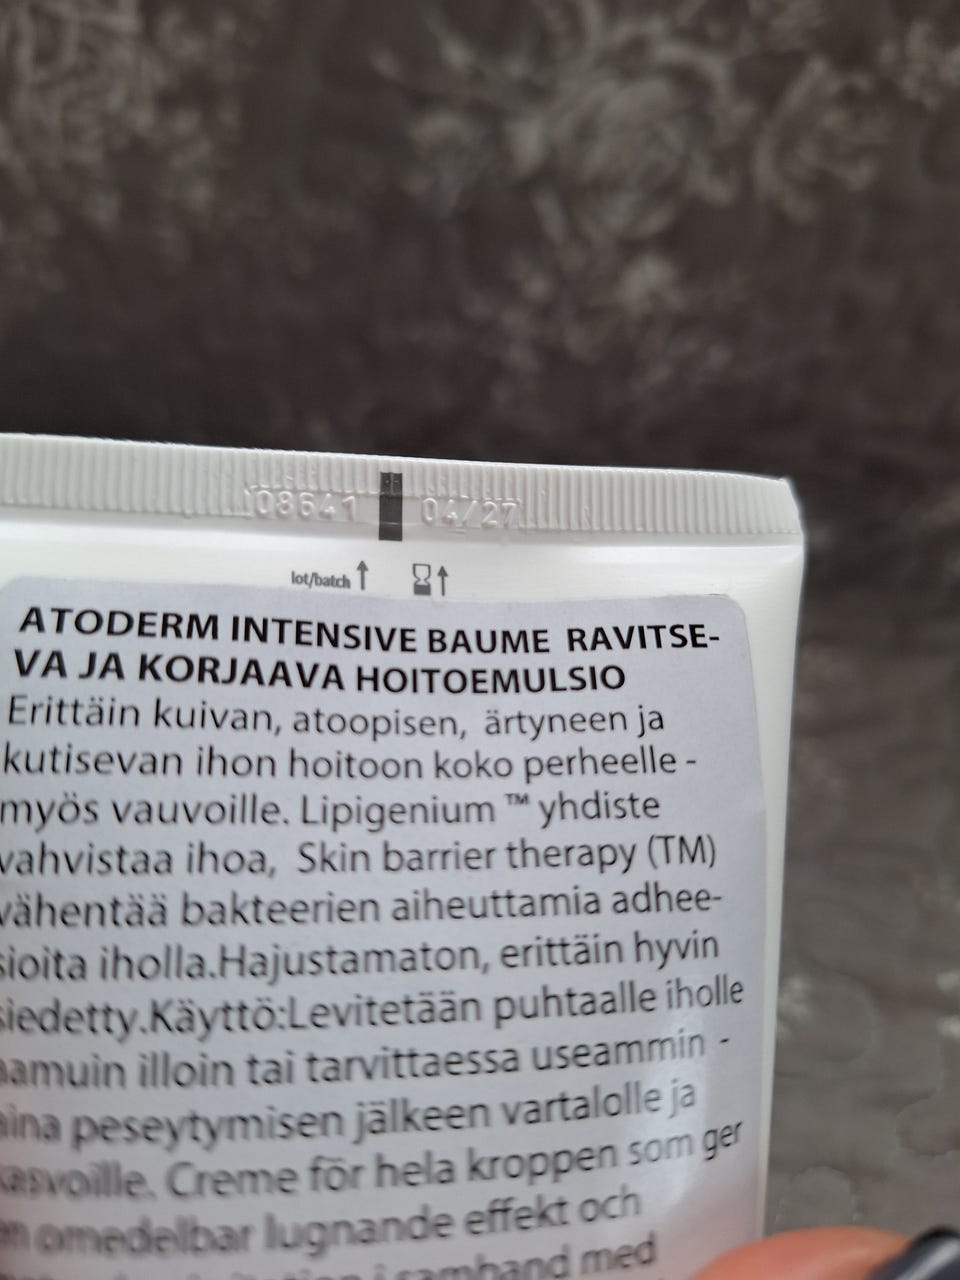 08641 04/27
lot/batch
ATODERM INTENSIVE BAUME RAVITSE-
VA JA KORJAAVA HOITOEMULSIO
Erittäin kuivan, atoopisen, ärtyneen ja
kutisevan ihon hoitoon koko perheelle -
myös vauvoille. Lipigenium ™ yhdiste
vahvistaa ihoa, Skin barrier therapy (TM)
vähentää bakteerien aiheuttamia adhee-
sioita iholla.Hajustamaton, erittäin hyvin
siedetty.Käyttö:Levitetään puhtaalle iholle
aamuin illoin tai tarvittaessa useammin -
aina peseytymisen jälkeen vartalolle ja
kasvoille. Creme för hela kroppen som ger
en omedelbar lugnande effekt och
i samband med